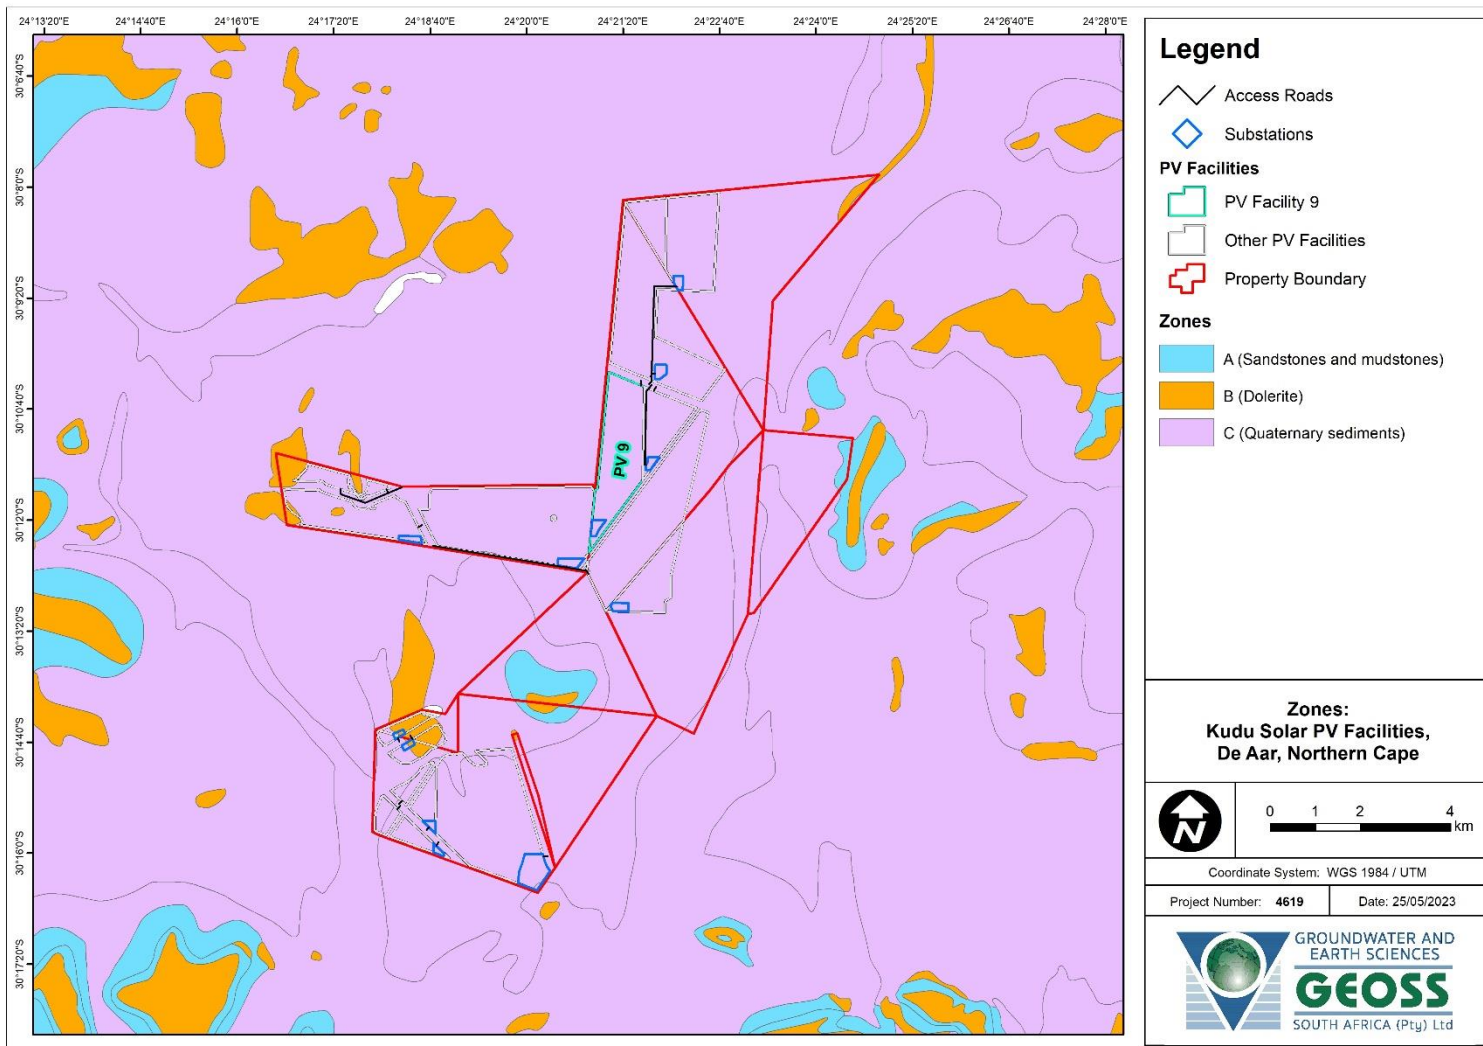 24°13'20"E 24°14'40"E 24°16'0"E 24°17'20"E 24°18'40"E 24°20'0"E 24°21'20"E 24°22'40"E 24°24'0"E 24°25'20"E 24°26'40"E 24°28'0"E
30°6'40"S
30°8'0"S
30°9'20"S
30°10'40"S
30°12'0"S
30°13'20"S
30°14'40"S
30°16'0"S
30°17'20"S
PV 9
Legend
Access Roads
Substations
PV Facilities
PV Facility 9
Other PV Facilities
Property Boundary
Zones
A (Sandstones and mudstones)
B (Dolerite)
C (Quaternary sediments)
Zones:
Kudu Solar PV Facilities,
De Aar, Northern Cape
N
0 1 2 4
km
Coordinate System: WGS 1984 / UTM
Project Number: 4619 Date: 25/05/2023
GROUNDWATER AND
EARTH SCIENCES
GEOSS
SOUTH AFRICA (Pty) Ltd